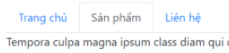 Trang chủ Sản phẩm Liên hệ
Tempora culpa magna ipsum class diam qui